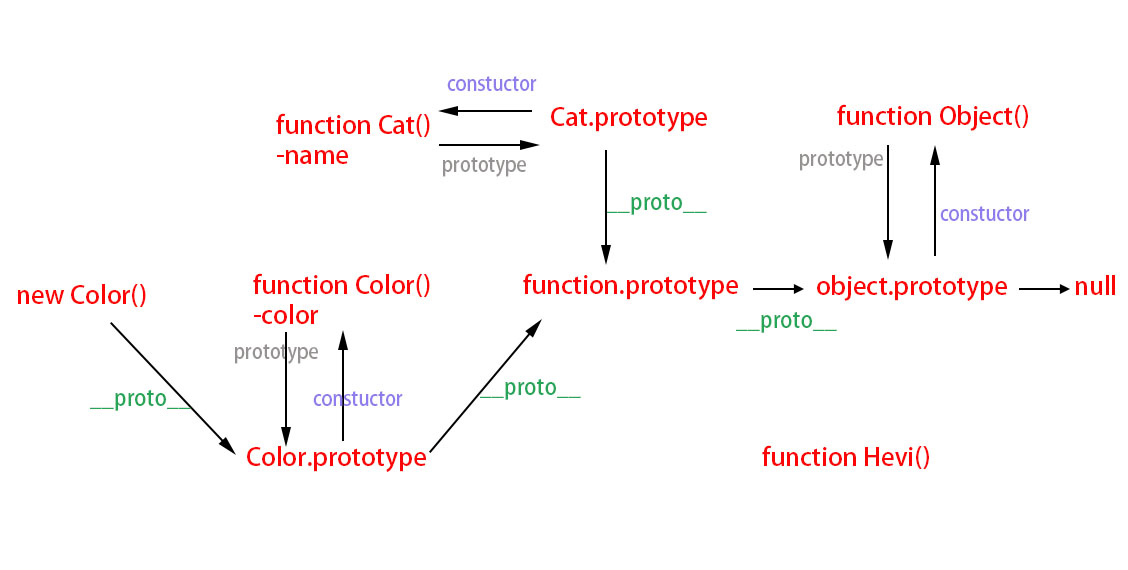 constuctor
function Cat()
-name
Cat.prototype
function Object()
prototype
prototype
__proto__
constuctor
new Color()
function Color()
-color
function.prototype
object.prototype
null
__proto__
prototype
__proto__
constuctor
__proto__
Color.prototype
function Hevi()